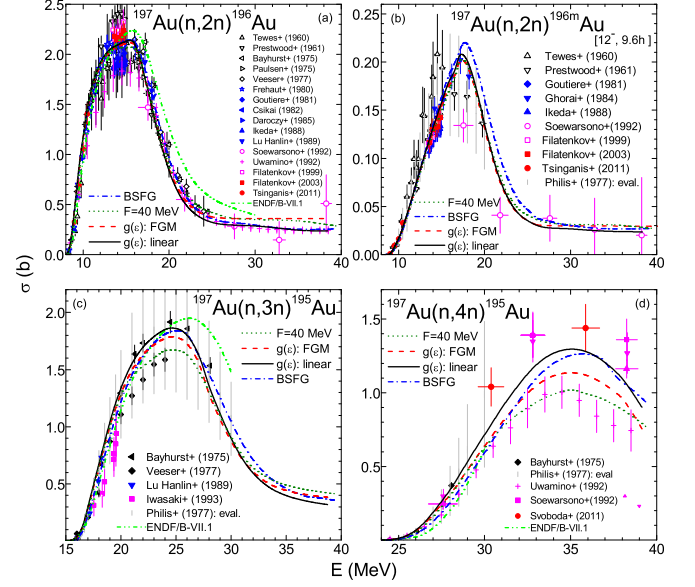 197Au(n,2n)196Au
(a)
Tewes+ (1960)
Prestwood+ (1961)
Bayhurst+ (1975)
Paulsen+ (1975)
Veeser+ (1977)
Frehaut+ (1980)
Goutiere+ (1981)
Csikai (1982)
Daroczy+ (1985)
Ikeda+ (1988)
Lu Hanlin+ (1989)
Soewarsono+ (1992)
Uwamino+ (1992)
Filatenkov+ (1999)
Filatenkov+ (2003)
Tsinganis+ (2011)
ENDF/B-VII.1
BSFG
F=40 MeV
g(ε): FGM
g(ε): linear
2.5
2.0
1.5
1.0
0.5
0.0
10 15 20 25 30 35 40
197Au(n,2n)196mAu
(b)
[12-, 9.6h]
Tewes+ (1960)
Prestwood+ (1961)
Goutiere+ (1981)
Ghorai+ (1984)
Ikeda+ (1988)
Soewarsono+(1992)
Filatenkov+ (1999)
Filatenkov+ (2003)
Tsinganis+ (2011)
Philis+ (1977): eval.
F=40 MeV
BSFG
g(ε): FGM
g(ε): linear
0.25
0.20
0.15
0.10
0.05
0.00
10 15 20 25 30 35 40
σ (b)
(c)
197Au(n,3n)195Au
F=40 MeV
g(ε): FGM
g(ε): linear
BSFG
Bayhurst+ (1975)
Veeser+ (1977)
Lu Hanlin+ (1989)
Iwasaki+ (1993)
Philis+ (1977): eval.
ENDF/B-VII.1
2.0
1.5
1.0
0.5
15 20 25 30 35 40
197Au(n,4n)195Au
(d)
F=40 MeV
g(ε): FGM
g(ε): linear
BSFG
Bayhurst+ (1975)
Philis+ (1977): eval
Uwamino+ (1992)
Soewarsono+(1992)
Svoboda+ (2011)
ENDF/B-VII.1
1.5
1.0
0.5
25 30 35 40
E (MeV)